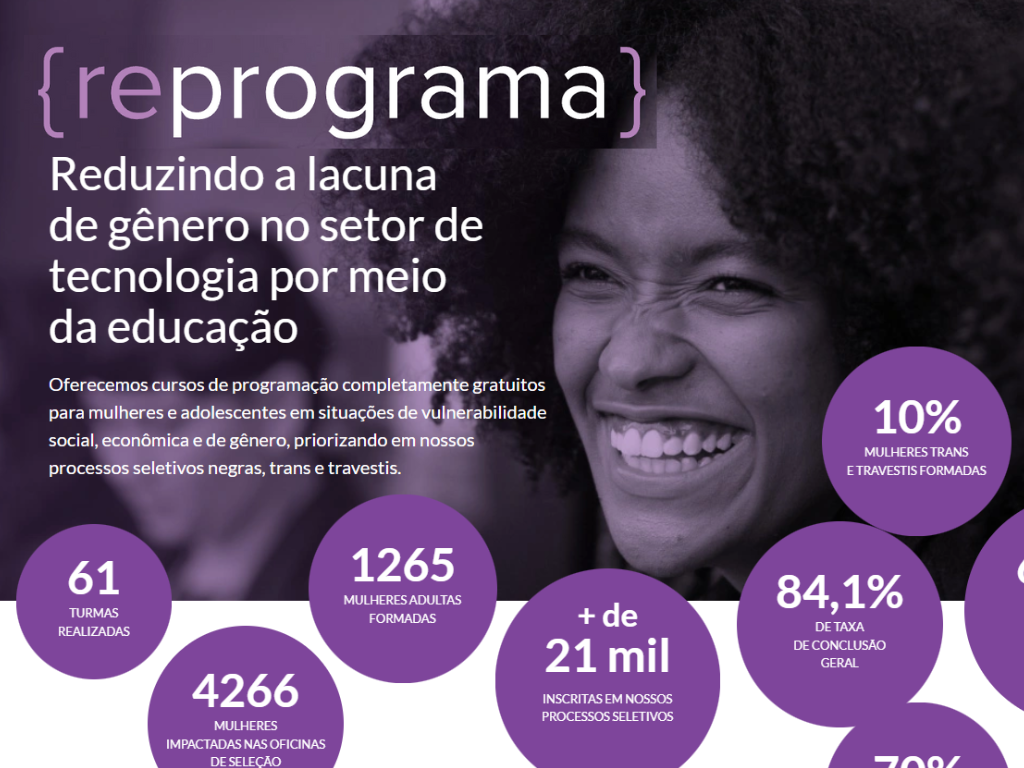 {reprograma}
Reduzindo a lacuna
de gênero no setor de
tecnologia por meio
da educação
Oferecemos cursos de programação completamente gratuitos
para mulheres e adolescentes em situações de vulnerabilidade
social, econômica e de gênero, priorizando em nossos
processos seletivos negras, trans e travestis.
10%
MULHERES TRANS
E TRAVESTIS FORMADAS
61
TURMAS
REALIZADAS
1265
MULHERES ADULTAS
FORMADAS
+ de
21 mil
INSCRITAS EM NOSSOS
PROCESSOS SELETIVOS
84,1%
DE TAXA
DE CONCLUSÃO
GERAL
4266
MULHERES
IMPACTADAS NAS OFICINAS
DE SELEÇÃO